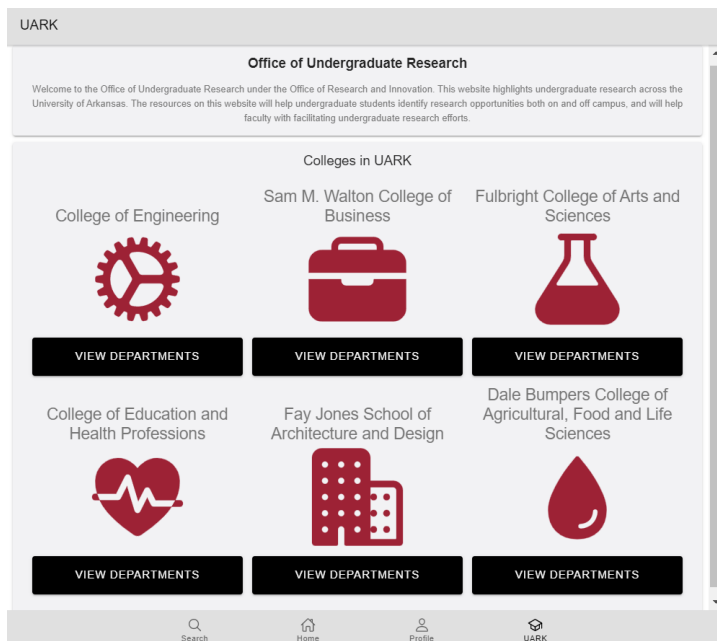 UARK
Office of Undergraduate Research
Welcome to the Office of Undergraduate Research under the Office of Research and Innovation. This website highlights undergraduate research across the
University of Arkansas. The resources on this website will help undergraduate students identify research opportunities both on and off campus, and will help
faculty with facilitating undergraduate research efforts.
Colleges in UARK
College of Engineering
Sam M. Walton College of
Business
Fulbright College of Arts and
Sciences
VIEW DEPARTMENTS
VIEW DEPARTMENTS
VIEW DEPARTMENTS
College of Education and
Health Professions
Fay Jones School of
Architecture and Design
Dale Bumpers College of
Agricultural, Food and Life
Sciences
VIEW DEPARTMENTS
VIEW DEPARTMENTS
VIEW DEPARTMENTS
Search
Home
Profile
UARK